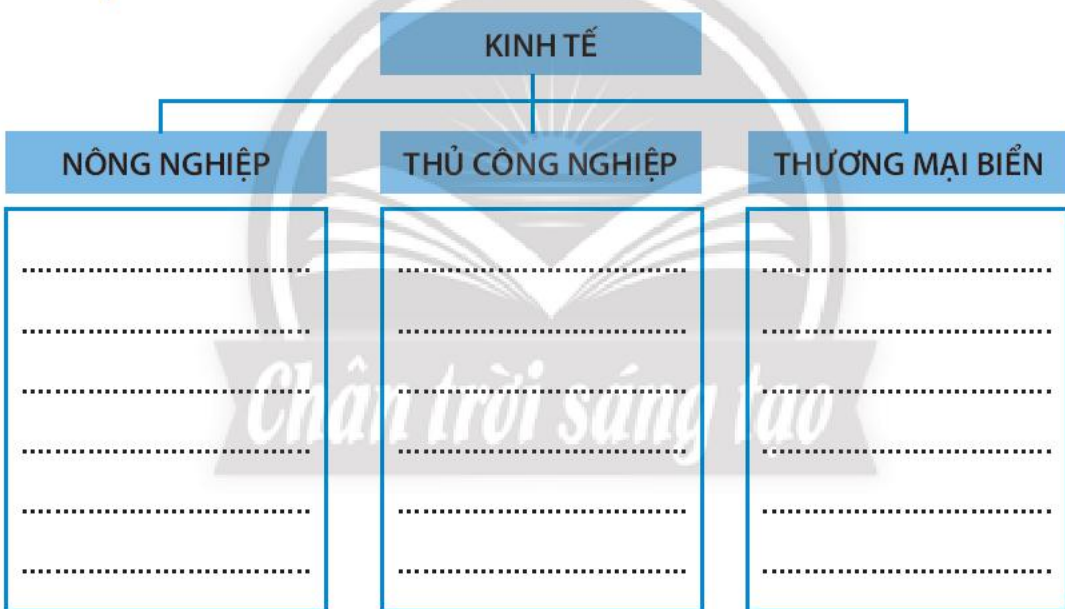 KINH TẾ
NÔNG NGHIỆP
THỦ CÔNG NGHIỆP
THƯƠNG MẠI BIỂN
Chân trời sáng tạo